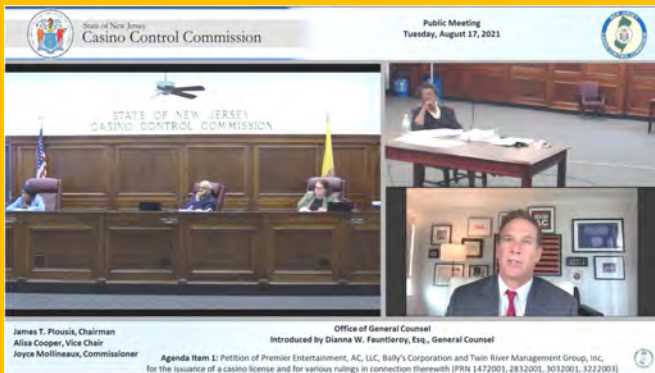 State of New Jersey
Casino Control Commission
Public Meeting
Tuesday, August 17, 2021
STATE OF NEW JERSEY
CASINO CONTROL COMMISSION
James T. Plousis, Chairman
Alisa Cooper, Vice Chair
Joyce Mollineaux, Commissioner
Office of General Counsel
Introduced by Dianna W. Fauntleroy, Esq., General Counsel
Agenda Item 1: Petition of Premier Entertainment, AC, LLC, Bally's Corporation and Twin River Management Group, Inc,
for the issuance of a casino license and for various rulings in connection therewith (PRN 1472001, 2832001, 3032001, 3222003)